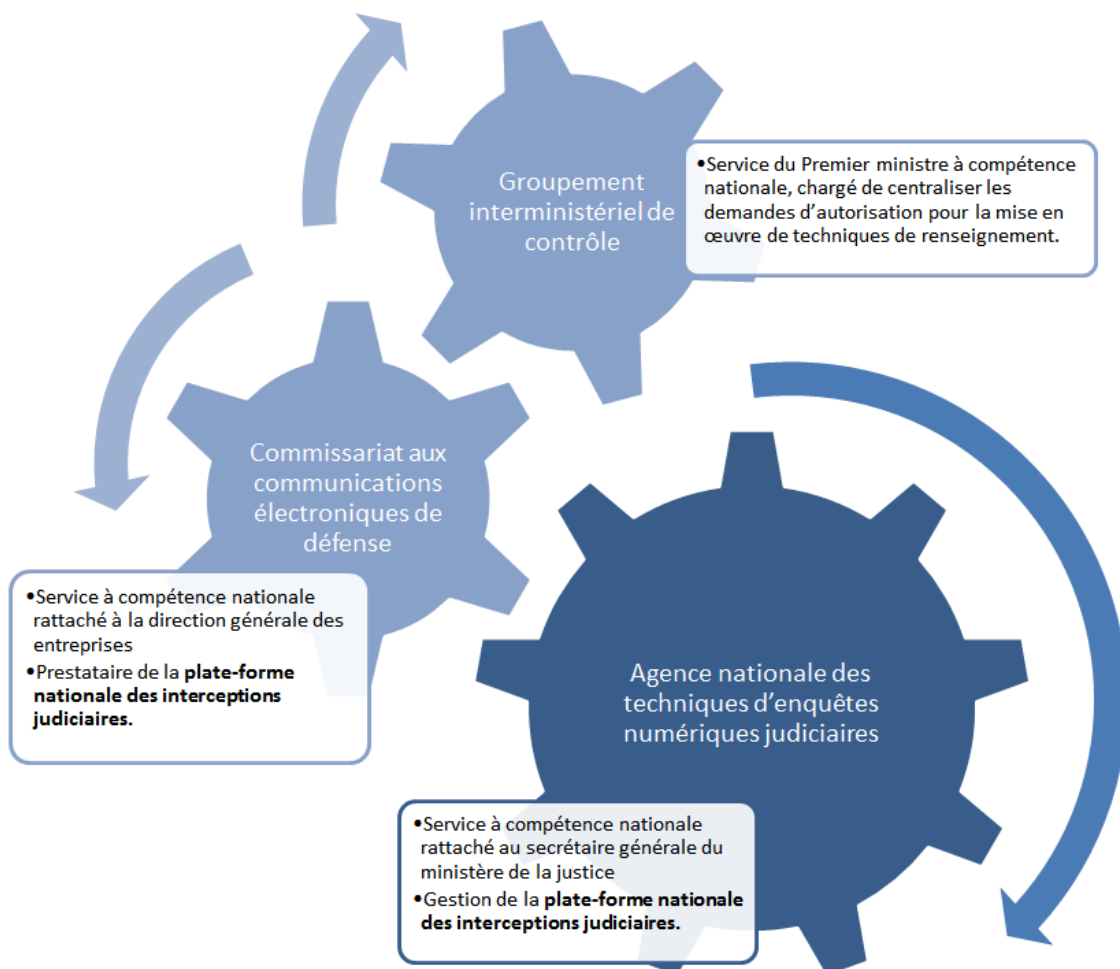 Groupement
interministériel de
contrôle
•Service du Premier ministre à compétence
nationale, chargé de centraliser les
demandes d'autorisation pour la mise en
œuvre de techniques de renseignement.
Commissariat aux
communications
électroniques de
défense
•Service à compétence nationale
rattaché à la direction générale des
entreprises
•Prestataire de la plate-forme
nationale des interceptions
judiciaires.
Agence nationale des
techniques d'enquêtes
numériques judiciaires
•Service à compétence nationale
rattaché au secrétaire générale du
ministère de la justice
•Gestion de la plate-forme nationale
des interceptions judiciaires.